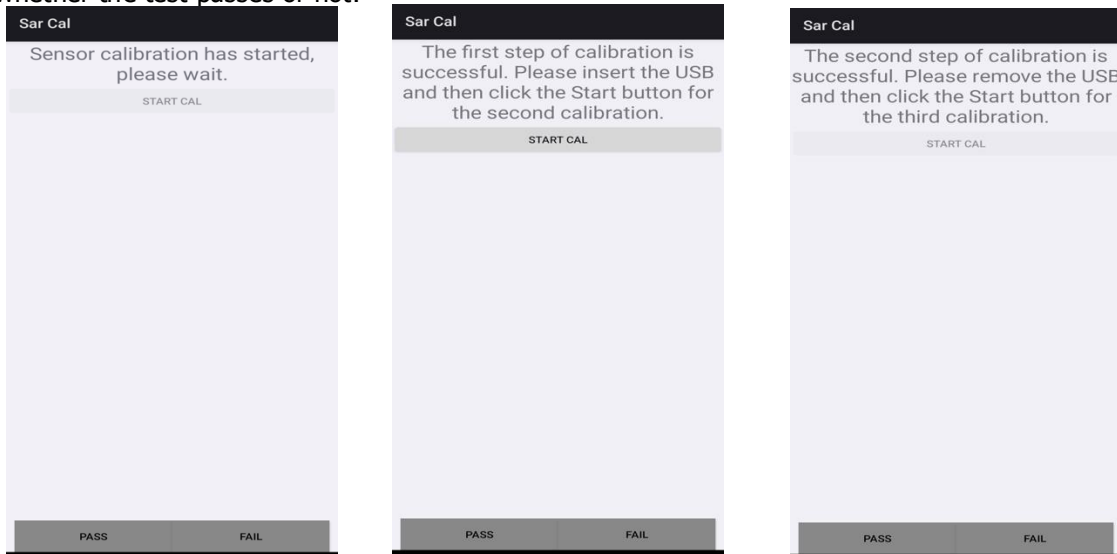 whether the test passes or not.
Sar Cal
Sensor calibration has started,
please wait.
START CAL
PASS FAIL
Sar Cal
The first step of calibration is
successful. Please insert the USB
and then click the Start button for
the second calibration.
START CAL
PASS FAIL
Sar Cal
The second step of calibration is
successful. Please remove the USB
and then click the Start button for
the third calibration.
START CAL
PASS FAIL